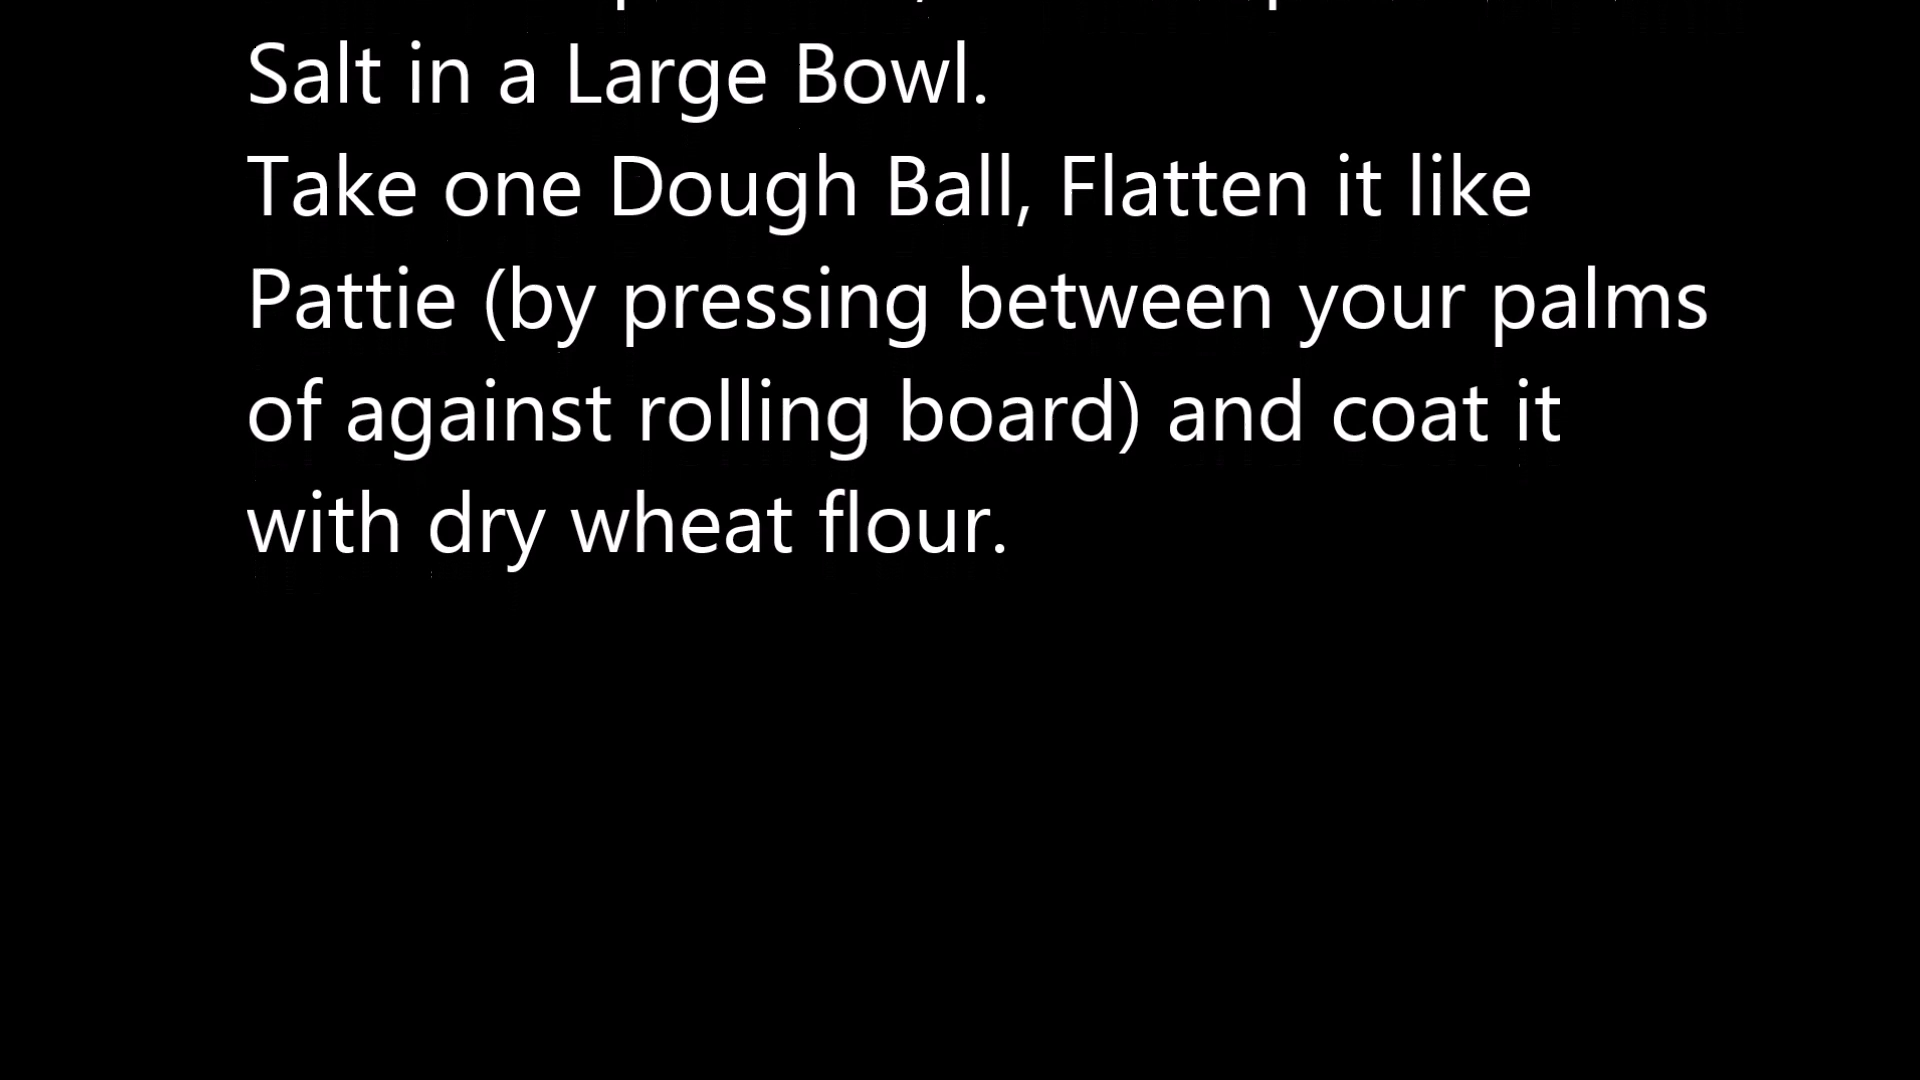 Salt in a Large Bowl.
Take one Dough Ball, Flatten it like
Pattie (by pressing between your palms
of against rolling board) and coat it
with dry wheat flour.